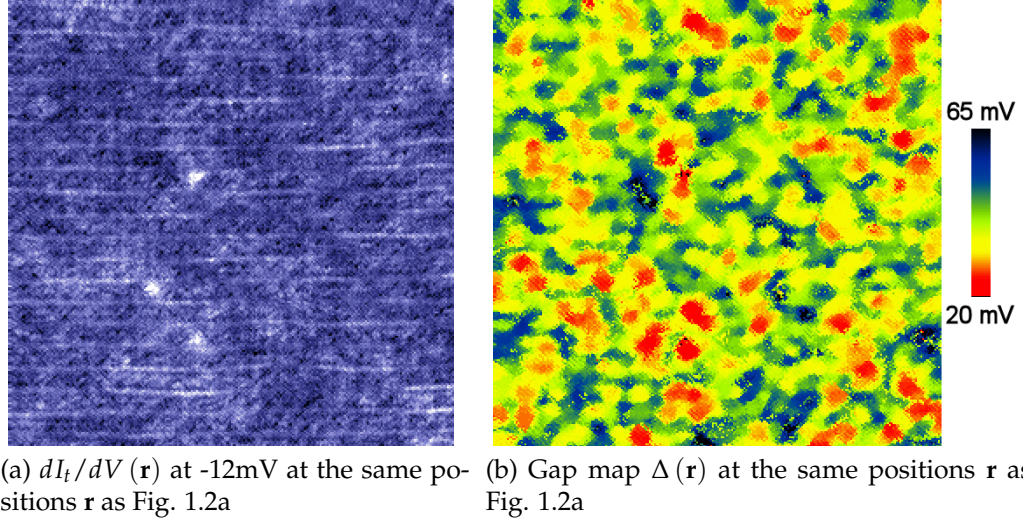 65 mV
20 mV
(a) dI_t/dV (r) at -12mV at the same po-
sitions r as Fig. 1.2a
(b) Gap map Δ (r) at the same positions r as
Fig. 1.2a